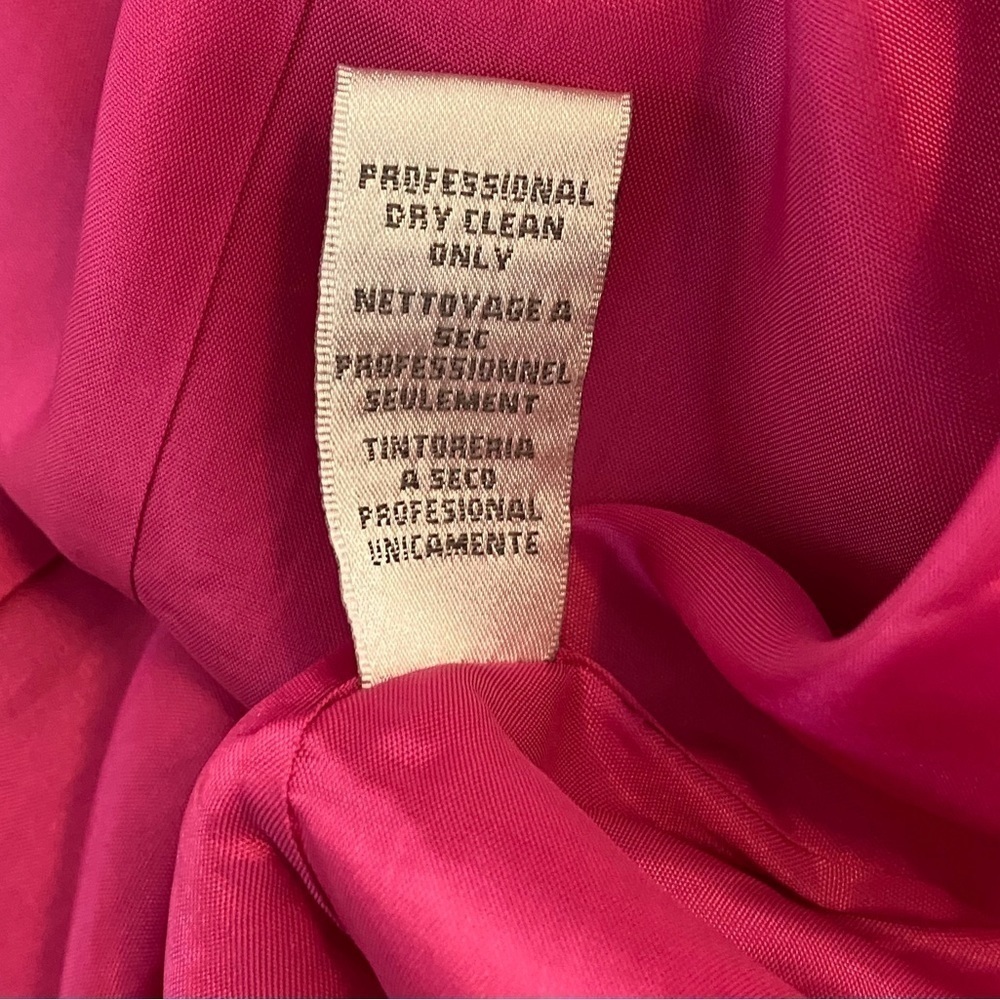 PROFESSIONAL
DRY CLEAN
ONLY
NETTOYAGE A
SEC
PROFESSIONNEL
SEULEMENT
TINTORERIA
A SECO
PROFESIONAL
UNICAMENTE